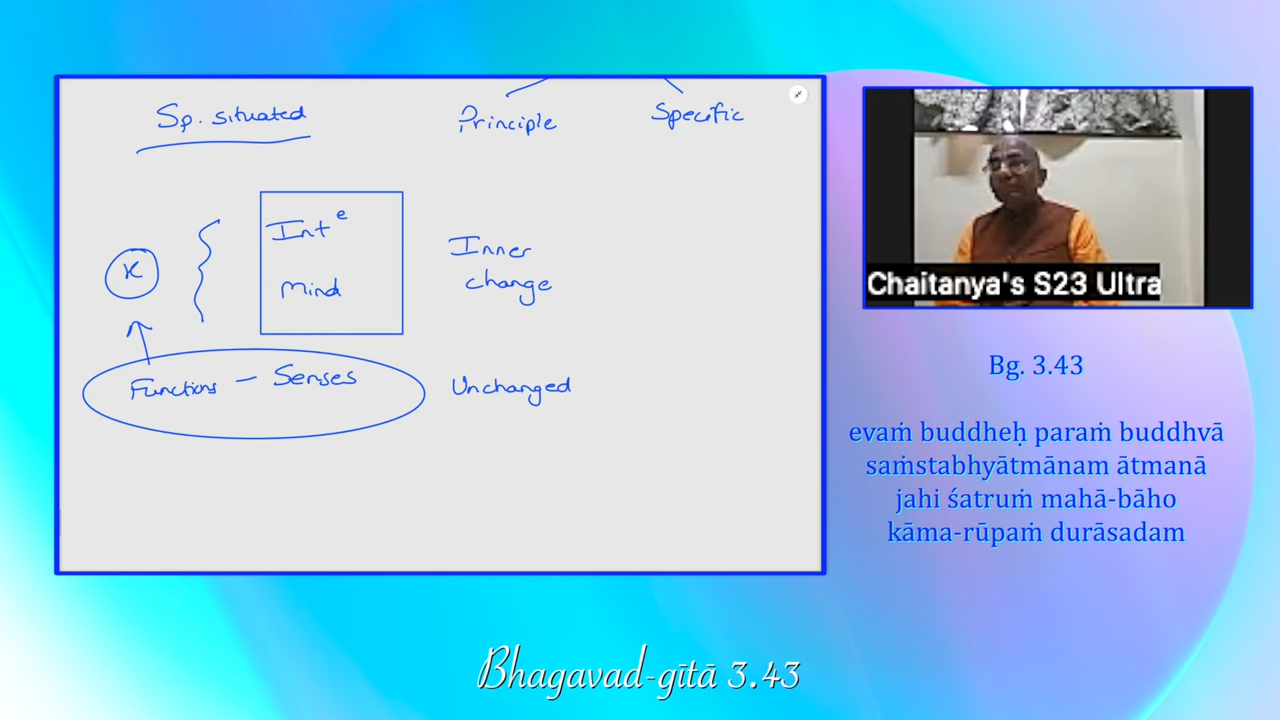 Sp. situated
Principle
Specific
K
Int e
Mind
Inner
change
Functions — Senses
Unchanged
Chaitanya's S23 Ultra
Bg. 3.43
evaṁ buddheḥ paraṁ buddhvā
saṁstabhyātmānam ātmanā
jahi śatruṁ mahā-bāho
kāma-rūpaṁ durāsadam
Bhagavad-gītā 3.43